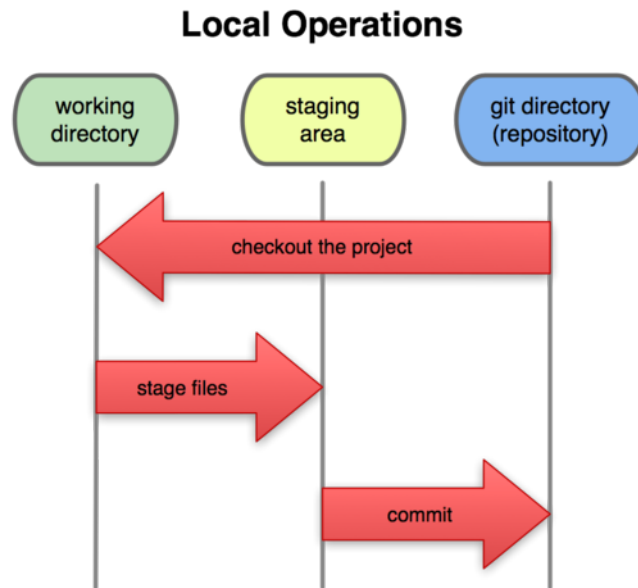 Local Operations
working
directory
staging
area
git directory
(repository)
checkout the project
stage files
commit